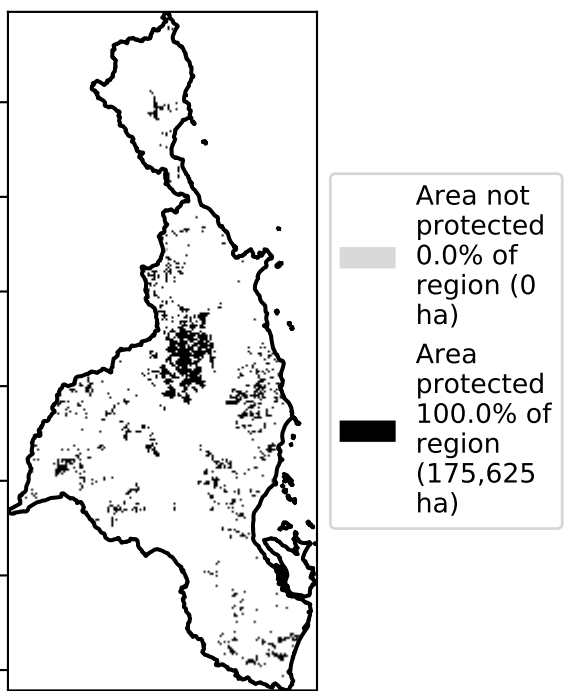 Area not
protected
0.0% of
region (0
ha)
Area
protected
100.0% of
region
(175,625
ha)